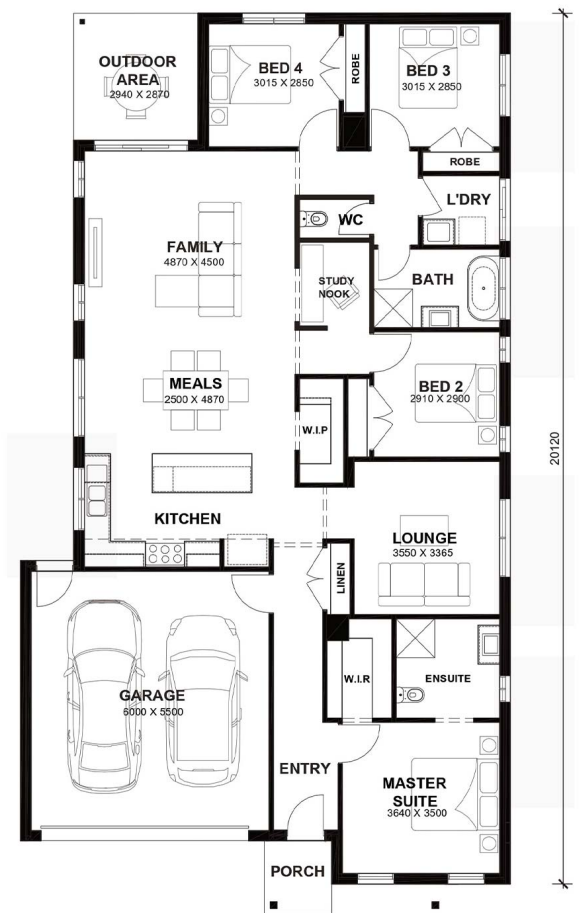 OUTDOOR
AREA
2940 X 2870
BED 4
3015 X 2850
ROBE
BED 3
3015 X 2850
ROBE
L'DRY
WC
FAMILY
4870 X 4500
STUDY
NOOK
BATH
MEALS
2500 X 4870
BED 2
2910 X 2900
W.I.P
20120
KITCHEN
LOUNGE
3550 X 3365
LINEN
GARAGE
6000 X 5500
W.I.R
ENSUITE
ENTRY
MASTER
SUITE
3640 X 3500
PORCH